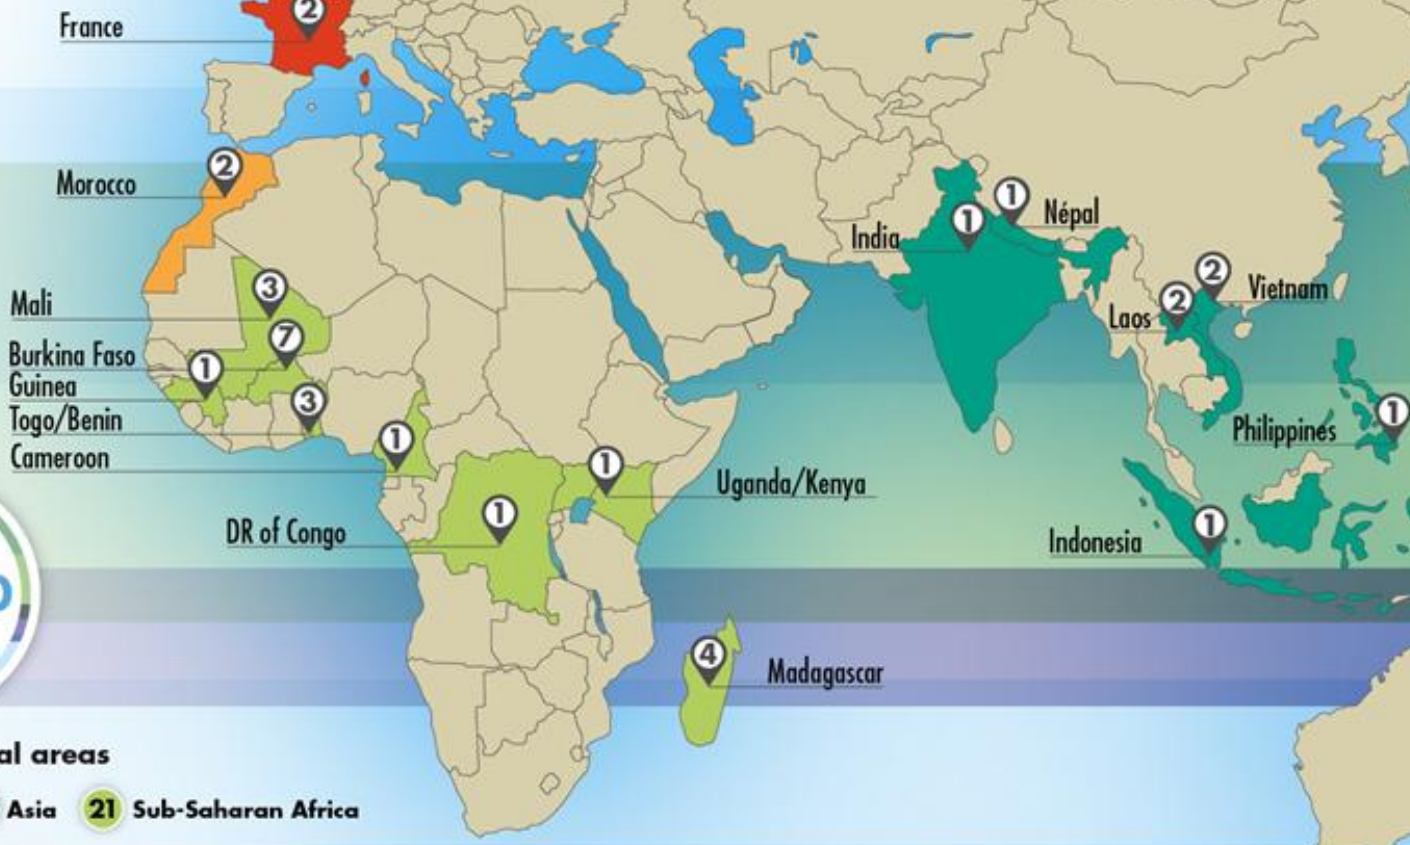 2
France
2
Morocco
1
Népal
1
India
2
Vietnam
2
Laos
3
Mali
7
Burkina Faso
1
Guinea
3
Togo/Benin
1
Cameroon
1
Philippines
1
Uganda/Kenya
1
DR of Congo
1
Indonesia
4
Madagascar
al areas
Asia 21 Sub-Saharan Africa